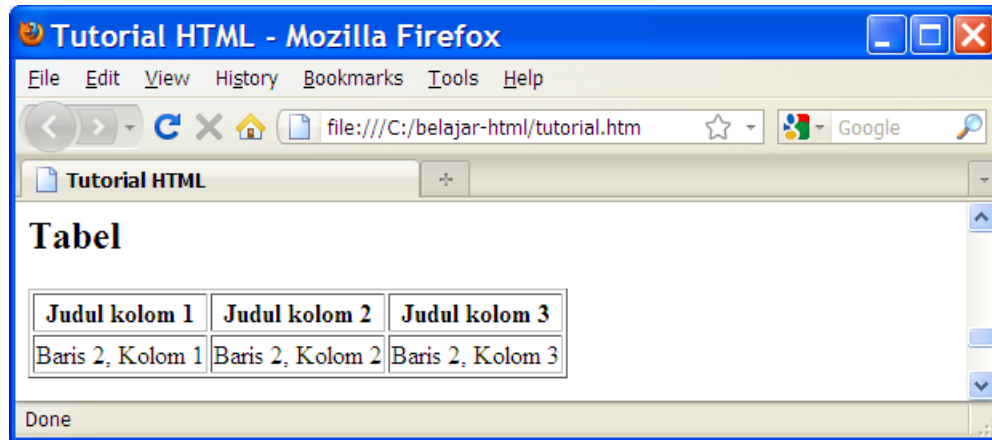 Tutorial HTML - Mozilla Firefox
File Edit View History Bookmarks Tools Help
file:///C:/belajar-html/tutorial.htm Google
Tutorial HTML
Tabel
Judul kolom 1 Judul kolom 2 Judul kolom 3
Baris 2, Kolom 1 Baris 2, Kolom 2 Baris 2, Kolom 3
Done